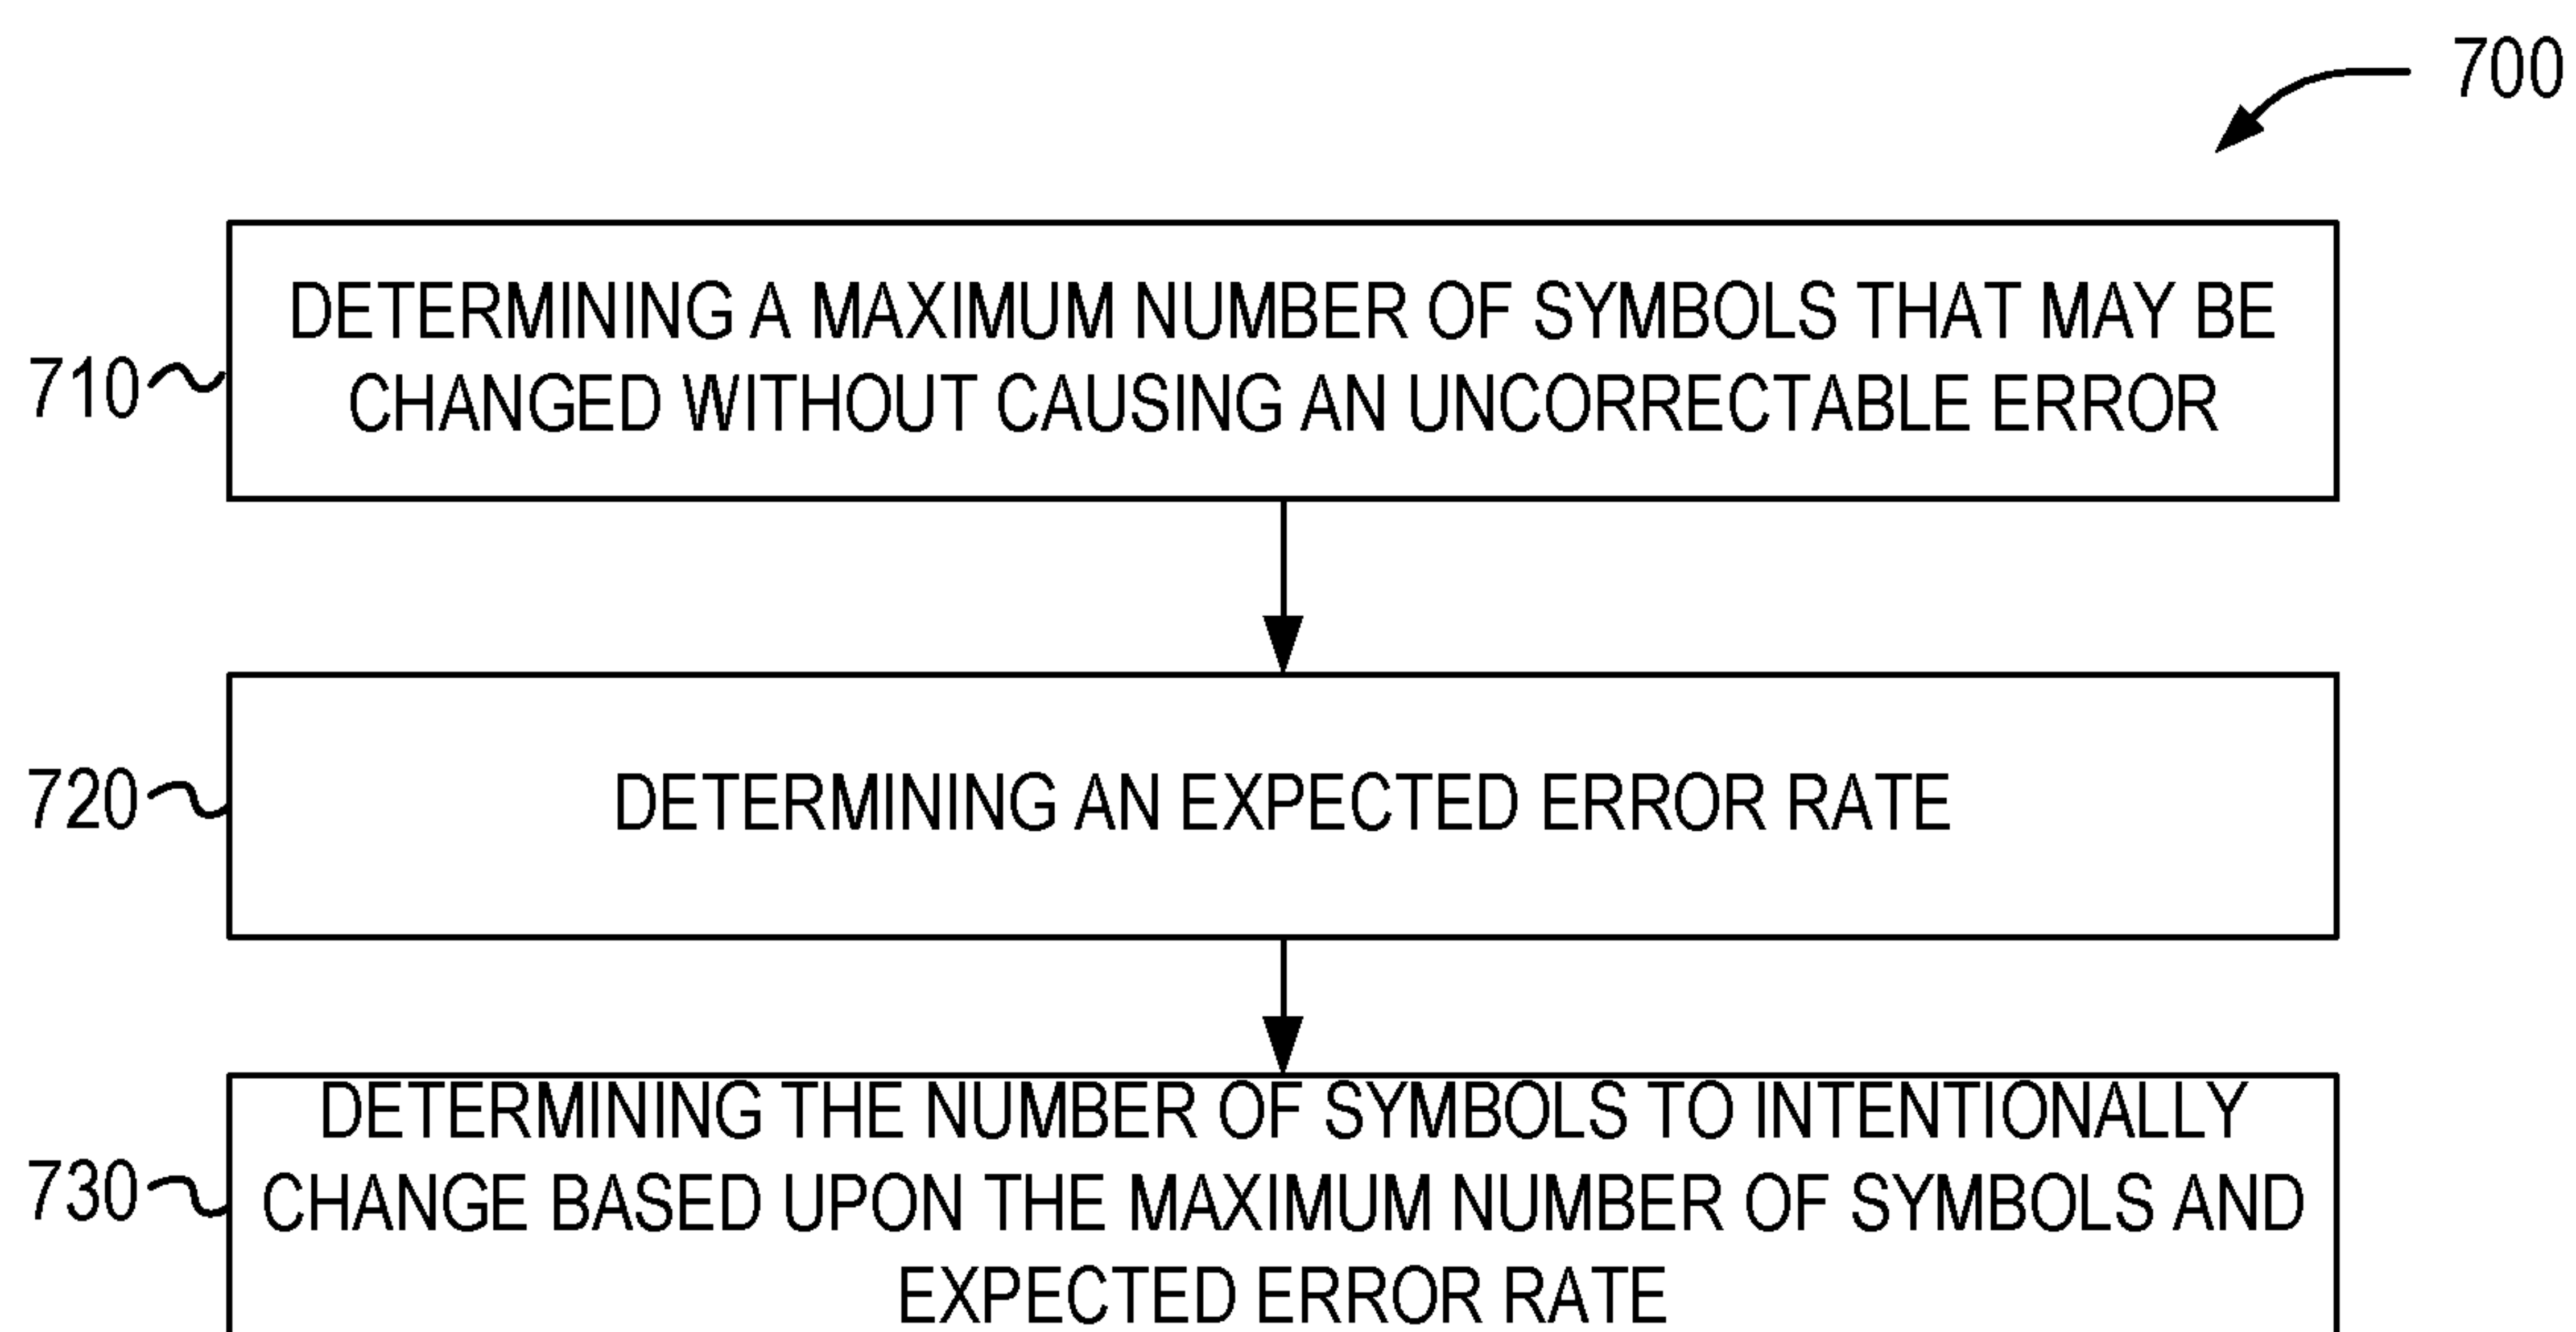 700
DETERMINING A MAXIMUM NUMBER OF SYMBOLS THAT MAY BE
CHANGED WITHOUT CAUSING AN UNCORRECTABLE ERROR
710
DETERMINING AN EXPECTED ERROR RATE
720
DETERMINING THE NUMBER OF SYMBOLS TO INTENTIONALLY
CHANGE BASED UPON THE MAXIMUM NUMBER OF SYMBOLS AND
EXPECTED ERROR RATE
730